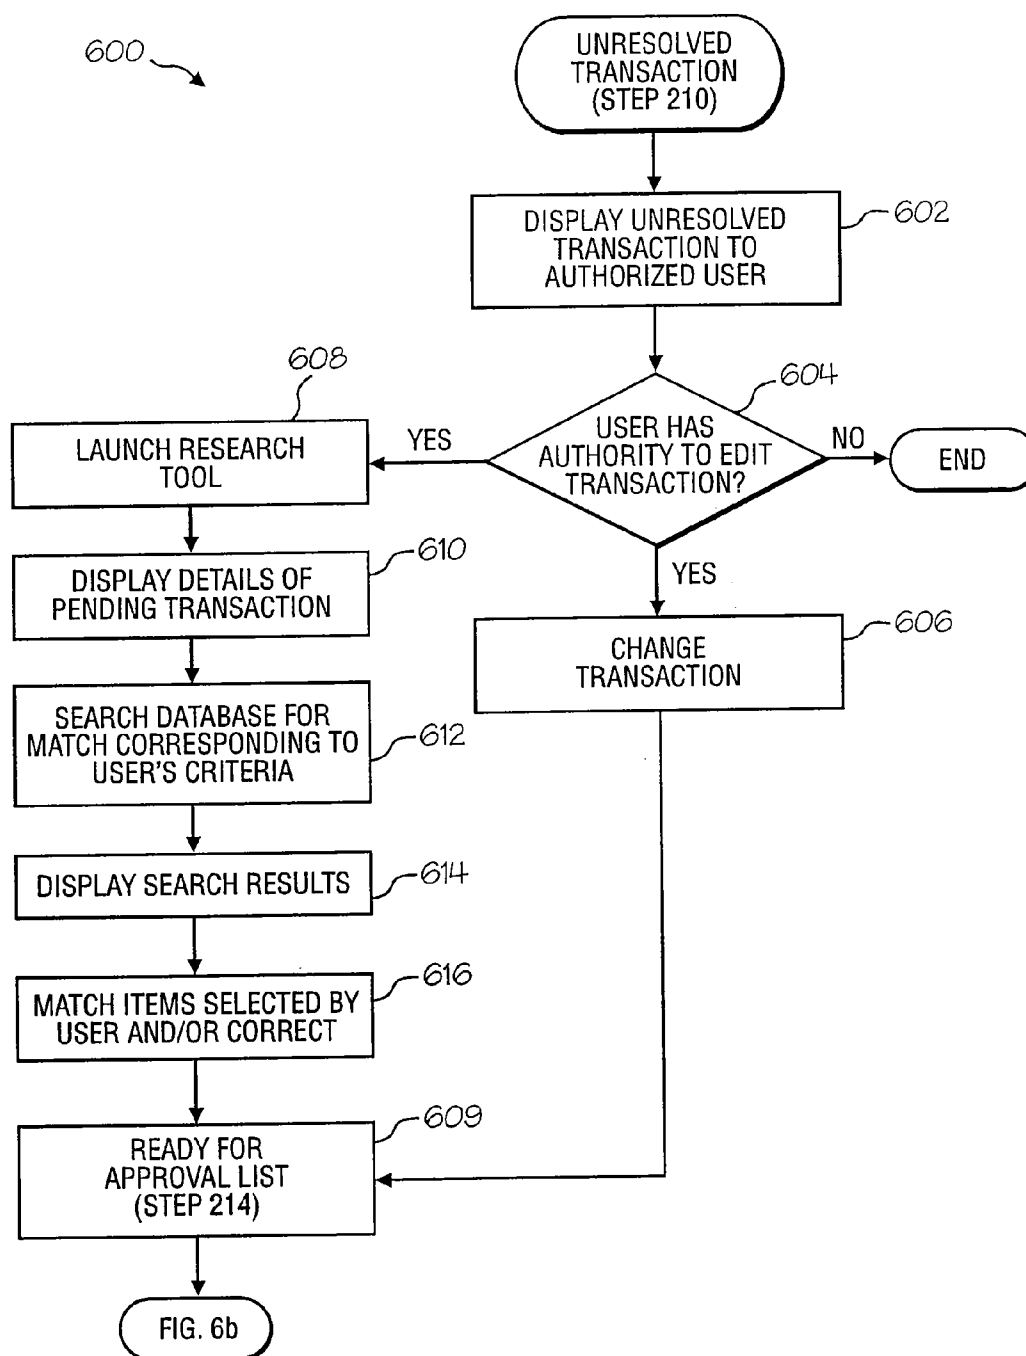 600
UNRESOLVED
TRANSACTION
(STEP 210)
DISPLAY UNRESOLVED
TRANSACTION TO
AUTHORIZED USER
602
604
USER HAS
AUTHORITY TO EDIT
TRANSACTION?
NO
END
YES
608
LAUNCH RESEARCH
TOOL
YES
606
CHANGE
TRANSACTION
610
DISPLAY DETAILS OF
PENDING TRANSACTION
SEARCH DATABASE FOR
MATCH CORRESPONDING TO
USER'S CRITERIA
612
DISPLAY SEARCH RESULTS
614
616
MATCH ITEMS SELECTED BY
USER AND/OR CORRECT
609
READY FOR
APPROVAL LIST
(STEP 214)
FIG. 6b